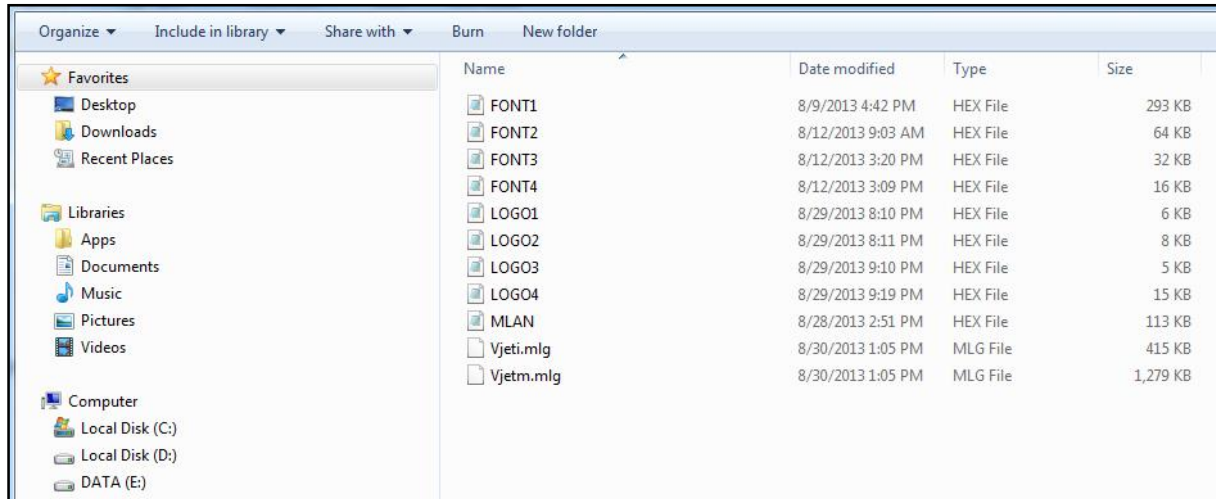 Organize Include in library Share with Burn New folder
Favorites
Desktop
Downloads
Recent Places
Libraries
Apps
Documents
Music
Pictures
Videos
Computer
Local Disk (C:)
Local Disk (D:)
DATA (E:)
Name Date modified Type Size
FONT1 8/9/2013 4:42 PM HEX File 293 KB
FONT2 8/12/2013 9:03 AM HEX File 64 KB
FONT3 8/12/2013 3:20 PM HEX File 32 KB
FONT4 8/12/2013 3:09 PM HEX File 16 KB
LOGO1 8/29/2013 8:10 PM HEX File 6 KB
LOGO2 8/29/2013 8:11 PM HEX File 8 KB
LOGO3 8/29/2013 9:10 PM HEX File 5 KB
LOGO4 8/29/2013 9:19 PM HEX File 15 KB
MLAN 8/28/2013 2:51 PM HEX File 113 KB
Vjeti.mlg 8/30/2013 1:05 PM MLG File 415 KB
Vjetm.mlg 8/30/2013 1:05 PM MLG File 1,279 KB